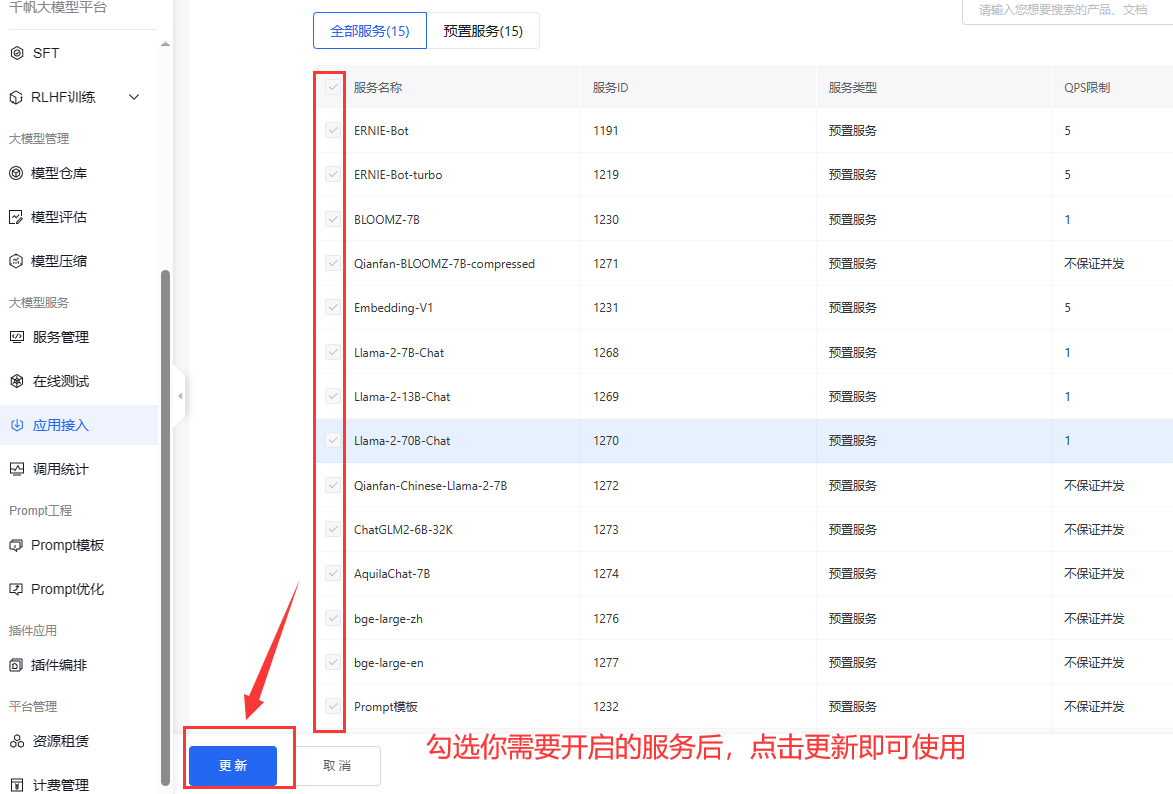 千帆大模型平台
SFT
RLHF训练
大模型管理
模型仓库
模型评估
模型压缩
大模型服务
服务管理
在线测试
应用接入
调用统计
Prompt工程
Prompt模板
Prompt优化
插件应用
插件编排
平台管理
资源租赁
计费管理
请输入您想要搜索的产品、文档
全部服务(15) 预置服务(15)
服务名称 服务ID 服务类型 QPS限制
ERNIE-Bot 1191 预置服务 5
ERNIE-Bot-turbo 1219 预置服务 5
BLOOMZ-7B 1230 预置服务 1
Qianfan-BLOOMZ-7B-compressed 1271 预置服务 不保证并发
Embedding-V1 1231 预置服务 5
Llama-2-7B-Chat 1268 预置服务 1
Llama-2-13B-Chat 1269 预置服务 1
Llama-2-70B-Chat 1270 预置服务 1
Qianfan-Chinese-Llama-2-7B 1272 预置服务 不保证并发
ChatGLM2-6B-32K 1273 预置服务 不保证并发
AquilaChat-7B 1274 预置服务 不保证并发
bge-large-zh 1276 预置服务 不保证并发
bge-large-en 1277 预置服务 不保证并发
Prompt模板 1232 预置服务 不保证并发
更新 取消
勾选你需要开启的服务后，点击更新即可使用